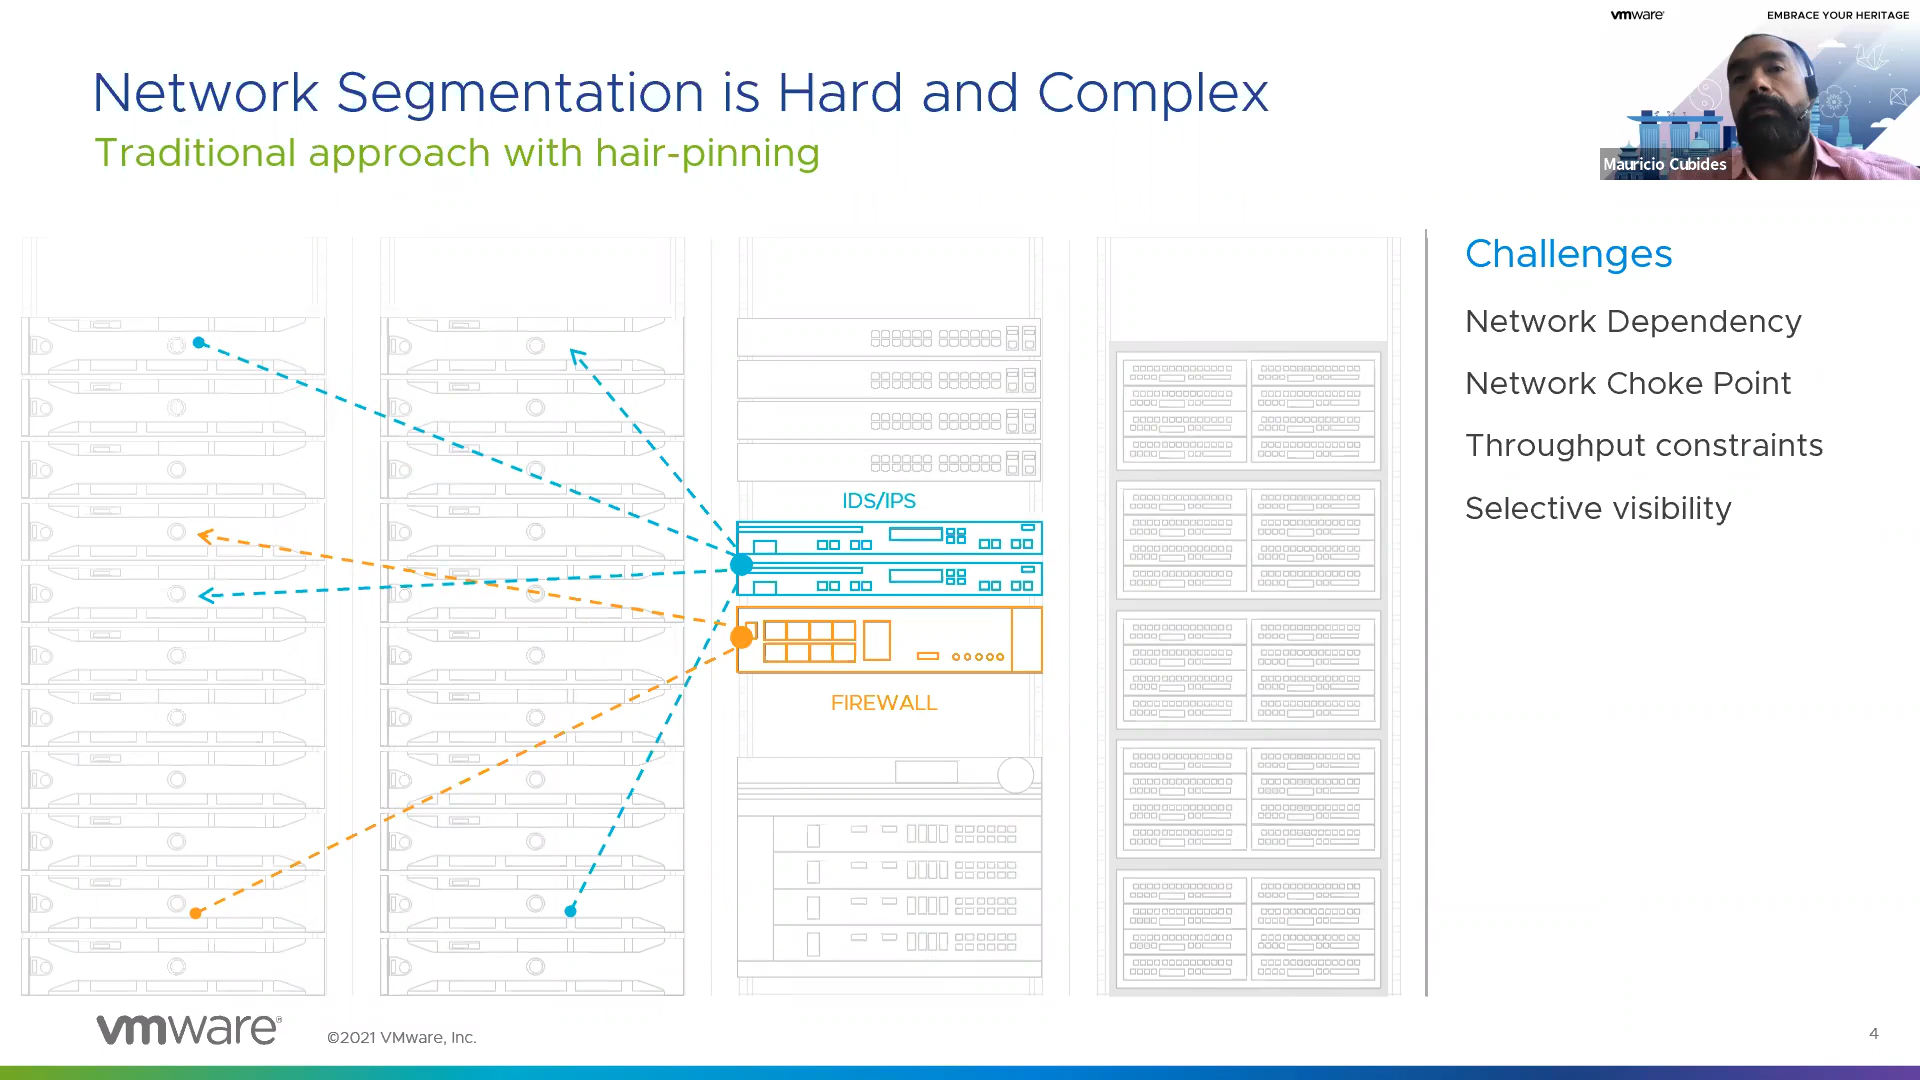 vmware
EMBRACE YOUR HERITAGE
Mauricio Cubides
Network Segmentation is Hard and Complex
Traditional approach with hair-pinning
IDS/IPS
FIREWALL
Challenges
Network Dependency
Network Choke Point
Throughput constraints
Selective visibility
vmware®
©2021 VMware, Inc.
4